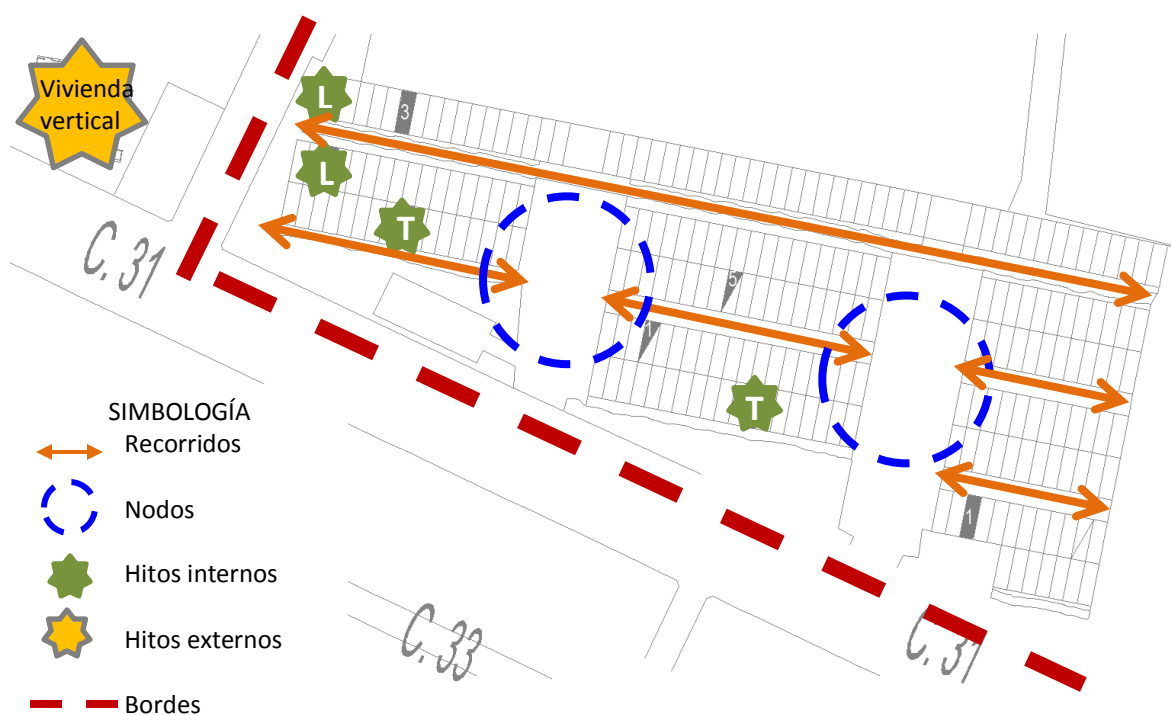 Vivienda
vertical
L
3
L
T
C. 31
5
1
T
1
C. 33
C. 31
SIMBOLOGÍA
Recorridos
Nodos
Hitos internos
Hitos externos
Bordes